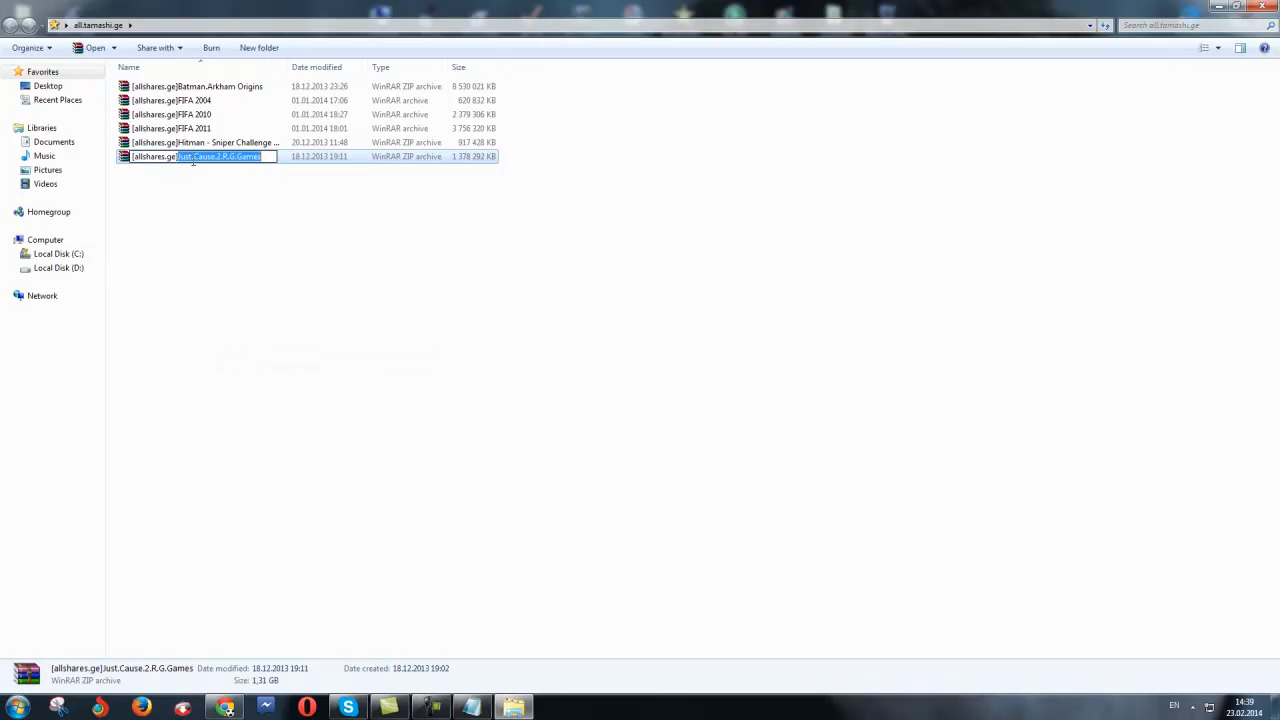 all.tamashi.ge
Search all.tamashi.ge
Organize Open Share with Burn New folder
Name Date modified Type Size
Favorites
Desktop
Recent Places
Libraries
Documents
Music
Pictures
Videos
Homegroup
Computer
Local Disk (C:)
Local Disk (D:)
Network
[allshares.ge]Batman.Arkham Origins 18.12.2013 23:26 WinRAR ZIP archive 8 530 021 KB
[allshares.ge]FIFA 2004 01.01.2014 17:06 WinRAR archive 620 832 KB
[allshares.ge]FIFA 2010 01.01.2014 18:27 WinRAR archive 2 379 306 KB
[allshares.ge]FIFA 2011 01.01.2014 18:01 WinRAR archive 3 756 320 KB
[allshares.ge]Hitman - Sniper Challenge ... 20.12.2013 11:48 WinRAR ZIP archive 917 428 KB
[allshares.ge]Just.Cause.2.R.G.Games 18.12.2013 19:11 WinRAR ZIP archive 1 378 292 KB
[allshares.ge]Just.Cause.2.R.G.Games Date modified: 18.12.2013 19:11 Date created: 18.12.2013 19:02
WinRAR ZIP archive Size: 1,31 GB
EN
14:39
23.02.2014